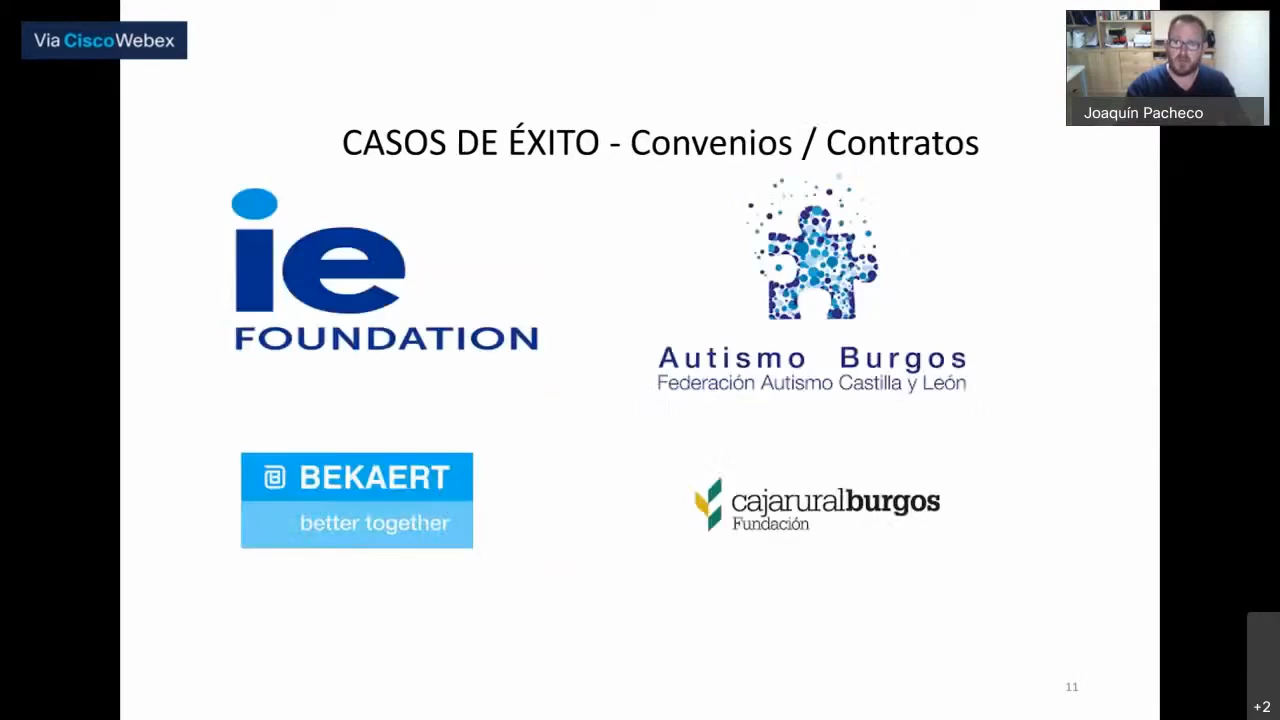 Via CiscoWebex
Joaquín Pacheco
CASOS DE ÉXITO - Convenios / Contratos
ie
FOUNDATION
Autismo Burgos
Federación Autismo Castilla y León
BEKAERT
better together
cajaruralburgos
Fundación
11
+2